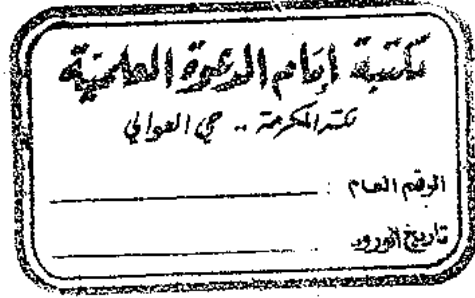 مكتبة إمام الدعوة العلمية
مكة المكرمة .. حي العوالي
الرقم العام :
تاريخ الورود